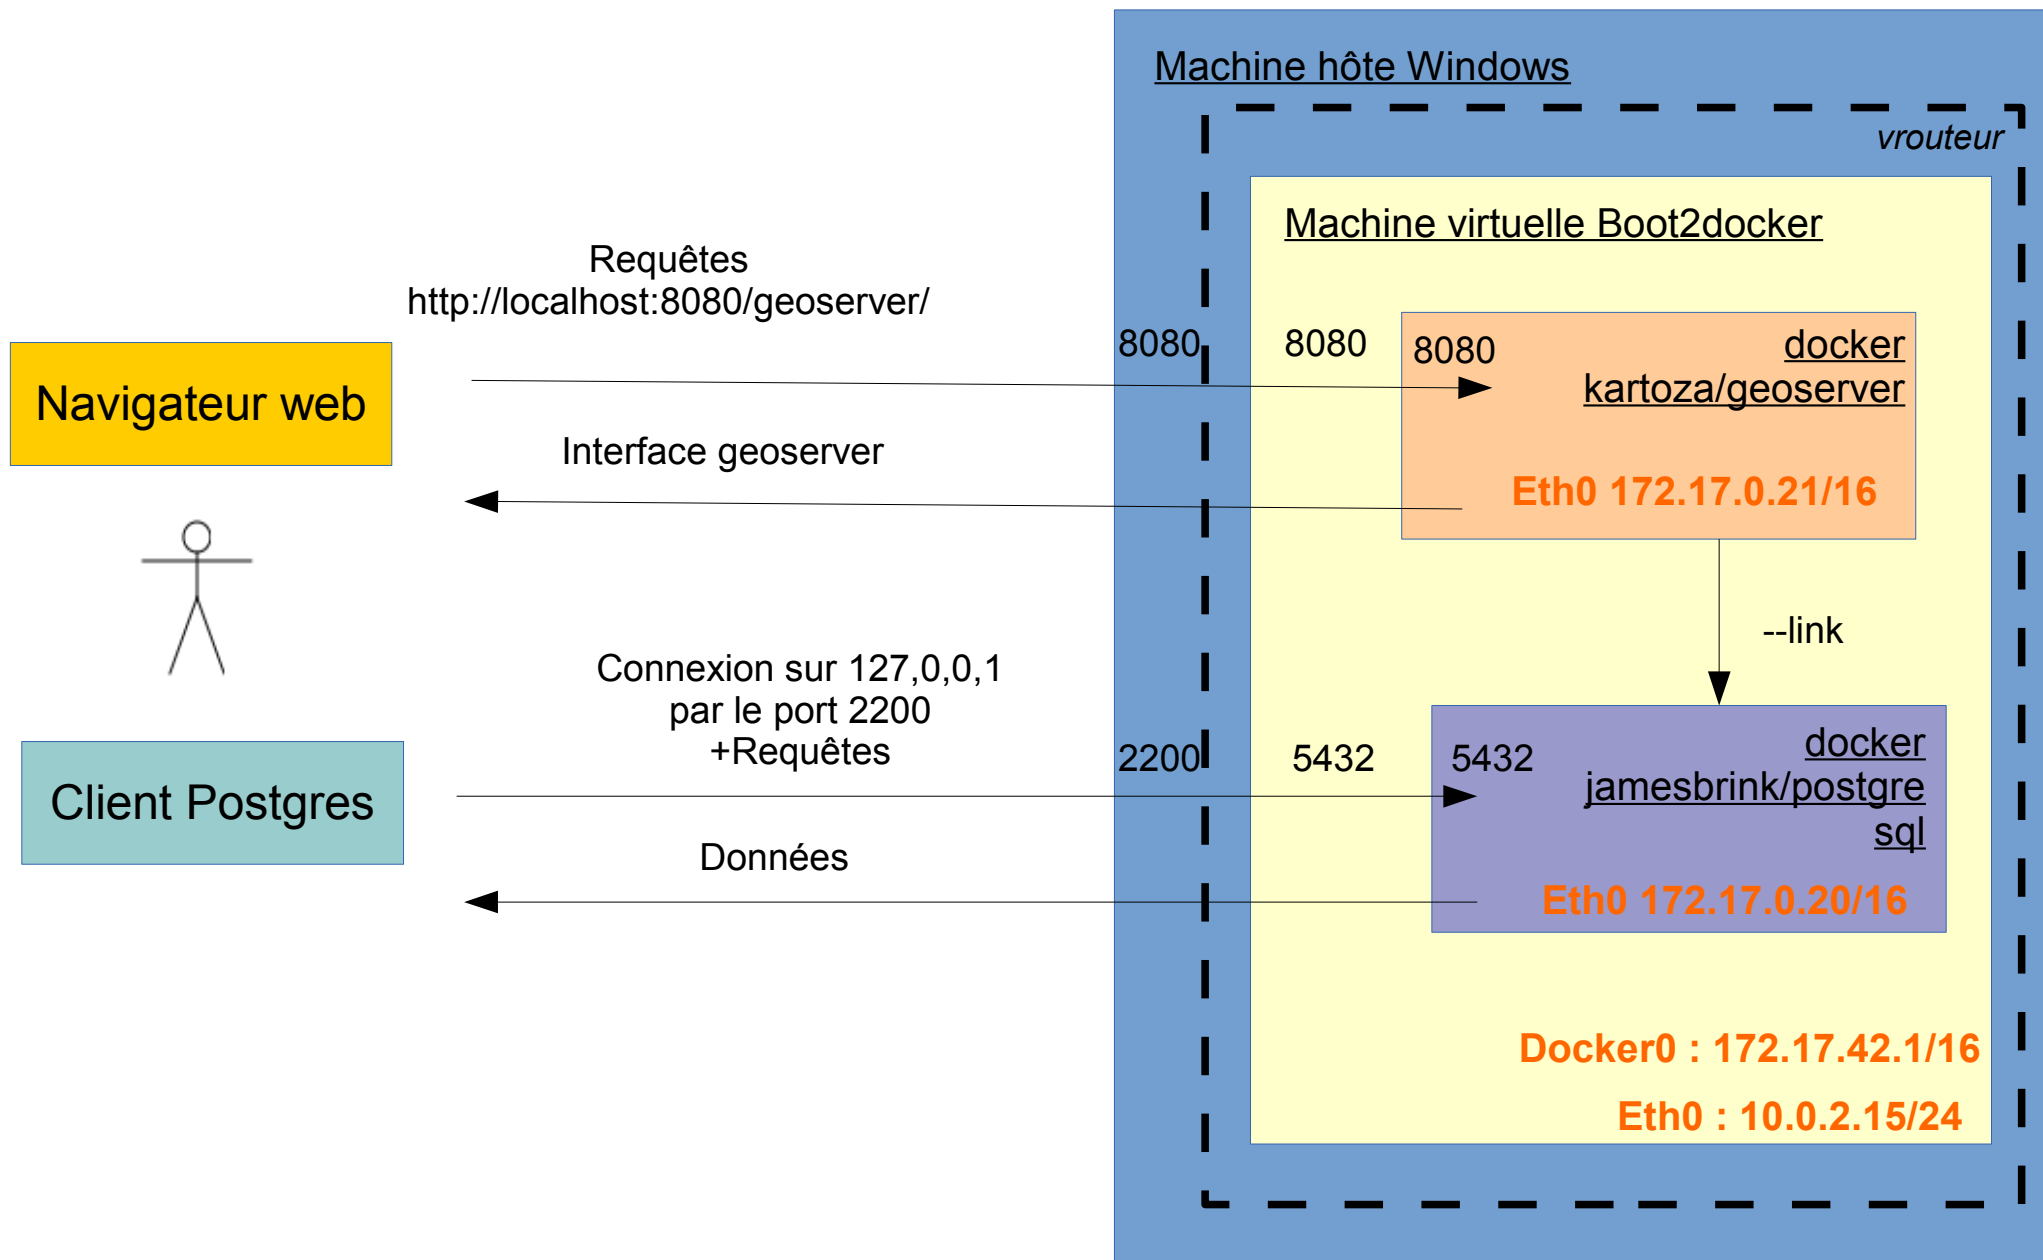 Machine hôte Windows
vrouteur
Machine virtuelle Boot2docker
Requêtes
http://localhost:8080/geoserver/
8080
8080
8080
docker
kartoza/geoserver
Navigateur web
Interface geoserver
Eth0 172.17.0.21/16
--link
Connexion sur 127,0,0,1
par le port 2200
+Requêtes
2200
5432
5432
docker
jamesbrink/postgre
sql
Client Postgres
Données
Eth0 172.17.0.20/16
Docker0 : 172.17.42.1/16
Eth0 : 10.0.2.15/24